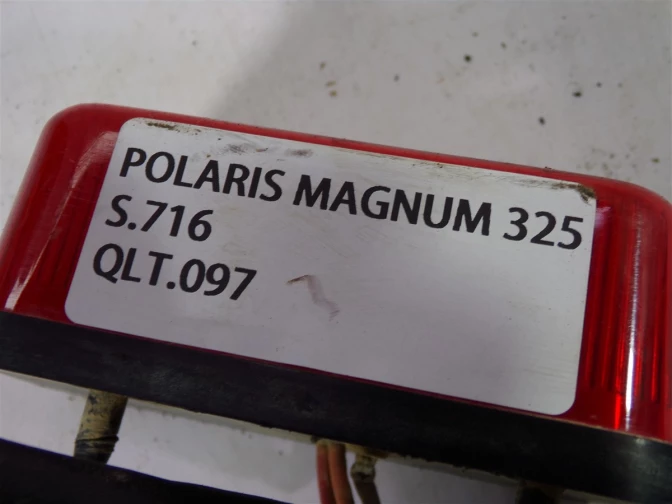 POLARIS MAGNUM 325
S.716
QLT.097